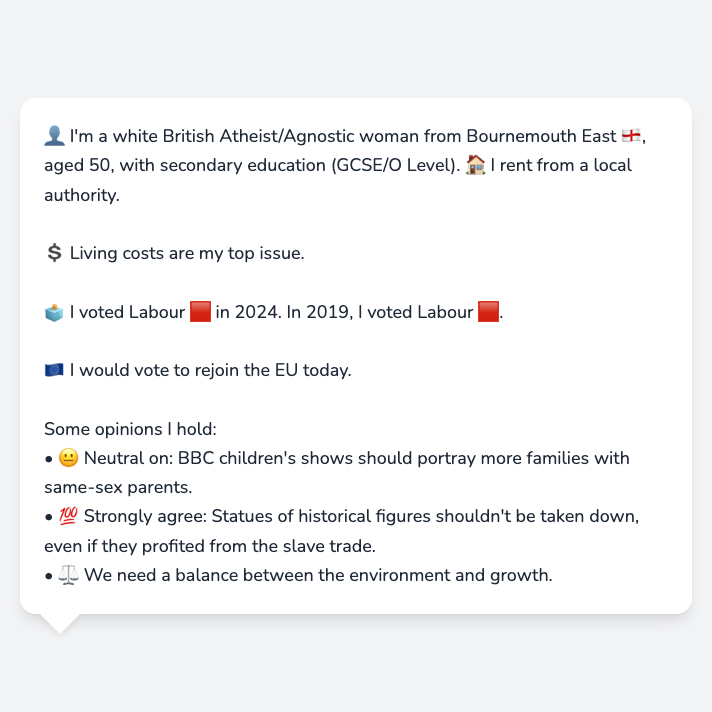 👤 I'm a white British Atheist/Agnostic woman from Bournemouth East 🏴󠁧󠁢󠁥󠁮󠁧󠁿,
aged 50, with secondary education (GCSE/O Level). 🏠 I rent from a local
authority.
💲 Living costs are my top issue.
🗳️ I voted Labour 🟥 in 2024. In 2019, I voted Labour 🟥.
🇪🇺 I would vote to rejoin the EU today.
Some opinions I hold:
• 😐 Neutral on: BBC children's shows should portray more families with
same-sex parents.
• 💯 Strongly agree: Statues of historical figures shouldn't be taken down,
even if they profited from the slave trade.
• ⚖️ We need a balance between the environment and growth.